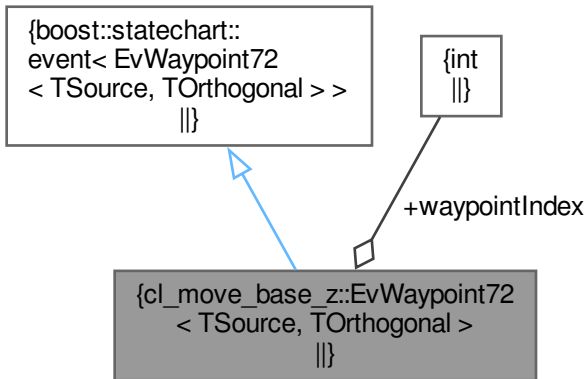 {boost::statechart::
event< EvWaypoint72
< TSource, TOrthogonal > >
||}
{int
||}
+waypointIndex
{cl_move_base_z::EvWaypoint72
< TSource, TOrthogonal >
||}